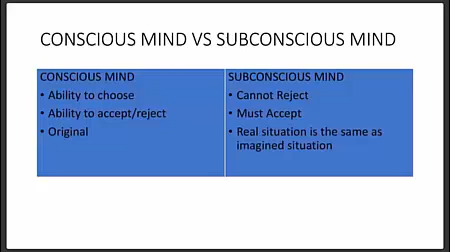 CONSCIOUS MIND VS SUBCONSCIOUS MIND
CONSCIOUS MIND
• Ability to choose
• Ability to accept/reject
• Original
SUBCONSCIOUS MIND
• Cannot Reject
• Must Accept
• Real situation is the same as
imagined situation